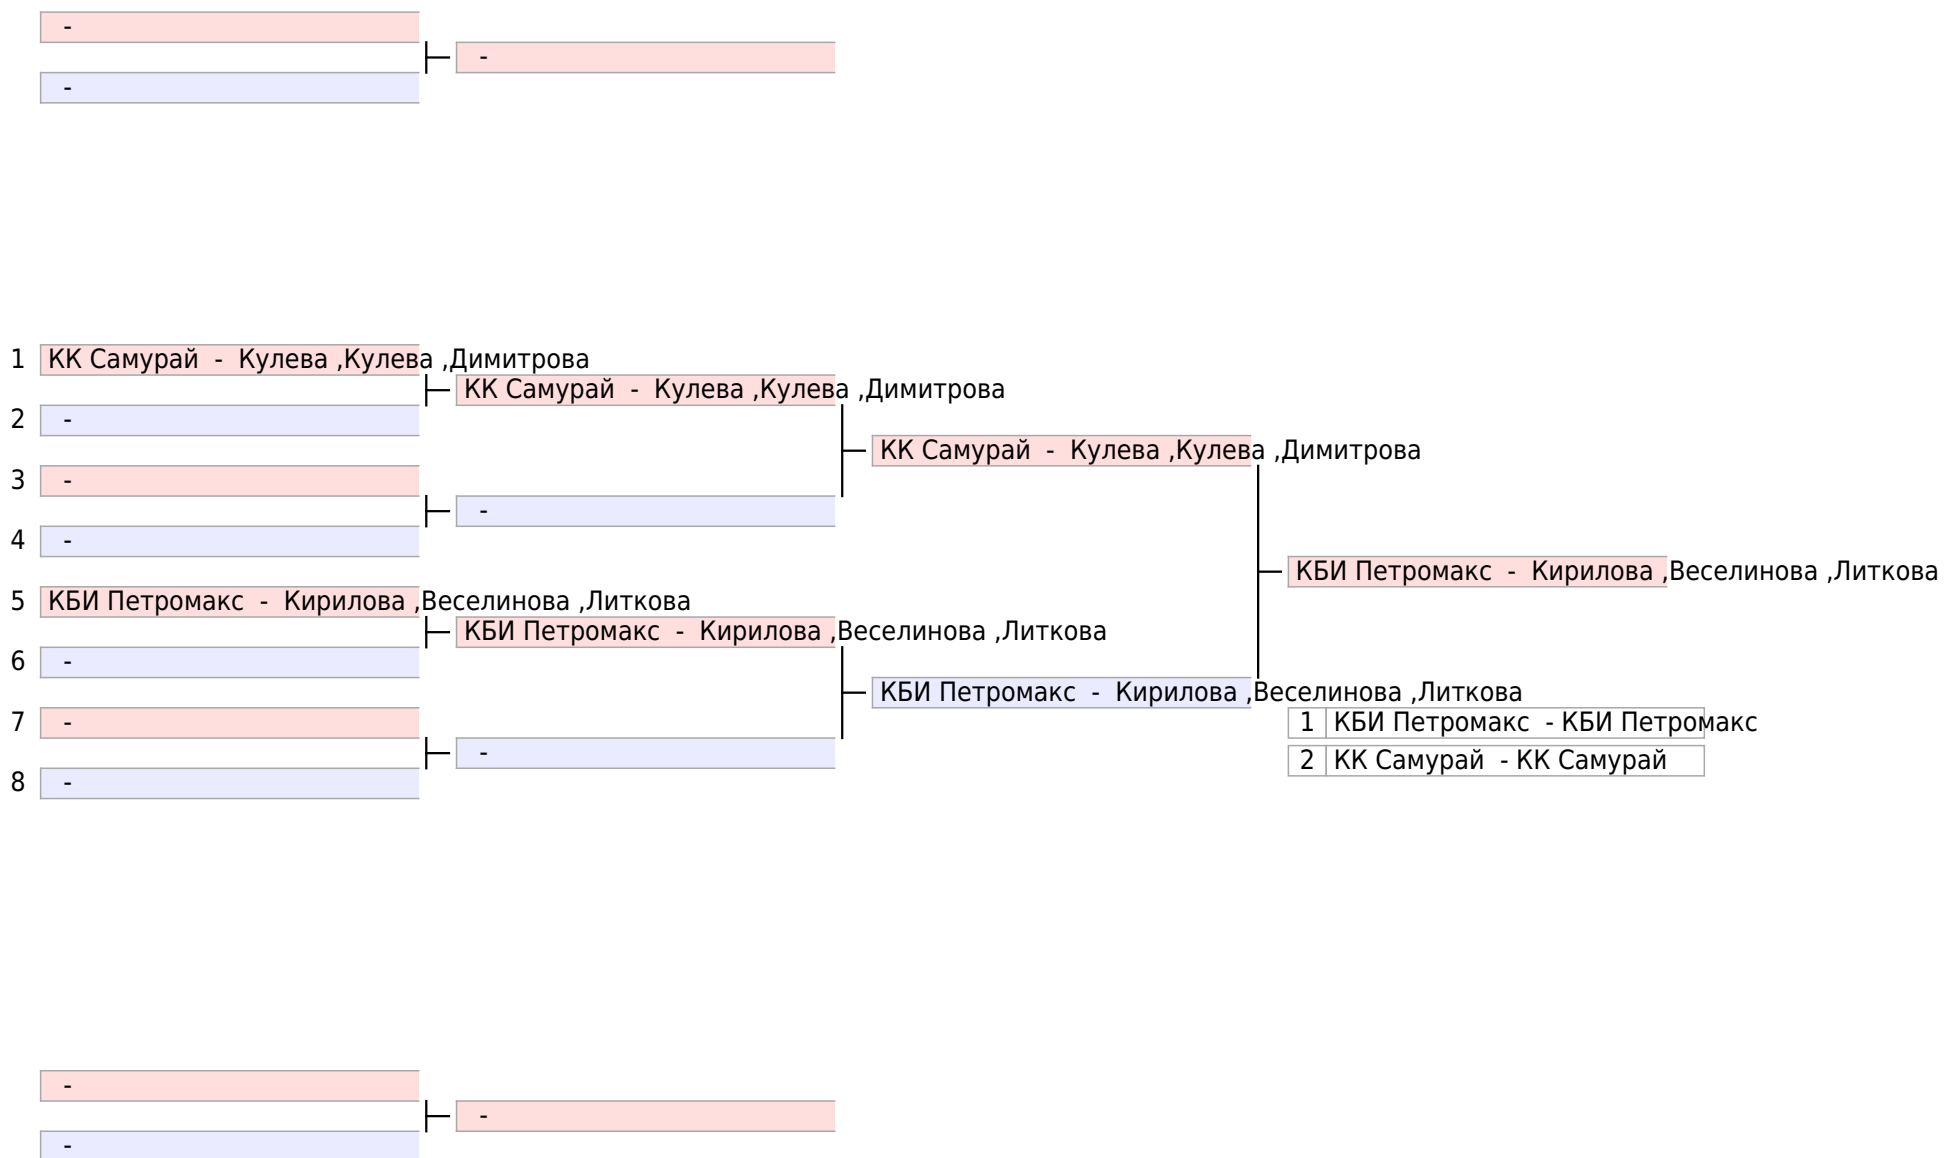 -
-
-
1 КК Самурай - Кулева ,Кулева ,Димитрова
КК Самурай - Кулева ,Кулева ,Димитрова
2 -
КК Самурай - Кулева ,Кулева ,Димитрова
3 -
-
4 -
КБИ Петромакс - Кирилова ,Веселинова ,Литкова
5 КБИ Петромакс - Кирилова ,Веселинова ,Литкова
КБИ Петромакс - Кирилова ,Веселинова ,Литкова
6 -
КБИ Петромакс - Кирилова ,Веселинова ,Литкова
7 -
1 КБИ Петромакс - КБИ Петромакс
-
2 КК Самурай - КК Самурай
8 -
-
-
-